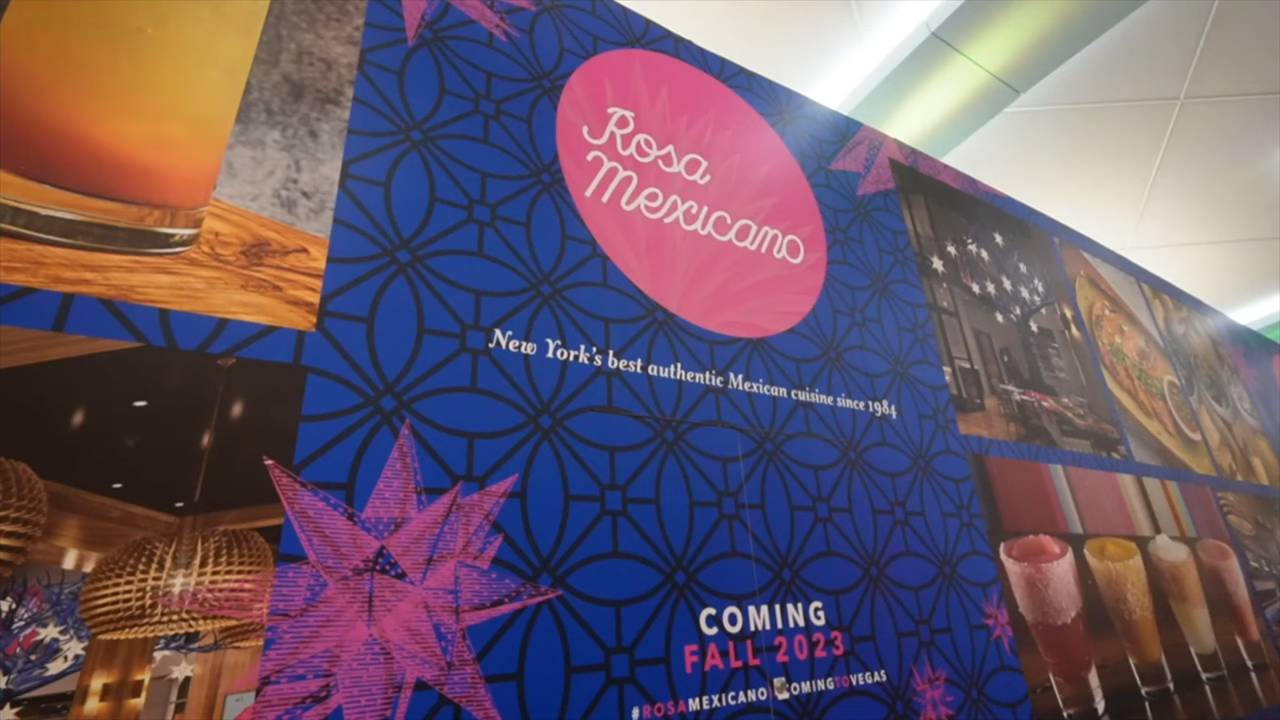 Rosa
Mexicano
New York's best authentic Mexican cuisine since 1984
COMING
FALL 2023
#ROSAMEXICANO COMINGTOVEGAS